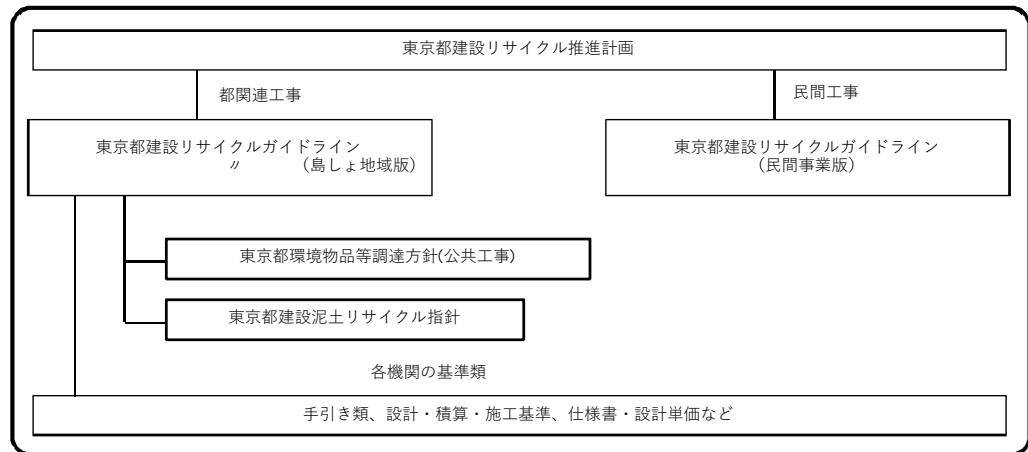 東京都建設リサイクル推進計画
都関連工事
民間工事
東京都建設リサイクルガイドライン
〃 (島しょ地域版)
東京都建設リサイクルガイドライン
(民間事業版)
東京都環境物品等調達方針(公共工事)
東京都建設泥土リサイクル指針
各機関の基準類
手引き類、設計・積算・施工基準、仕様書・設計単価など